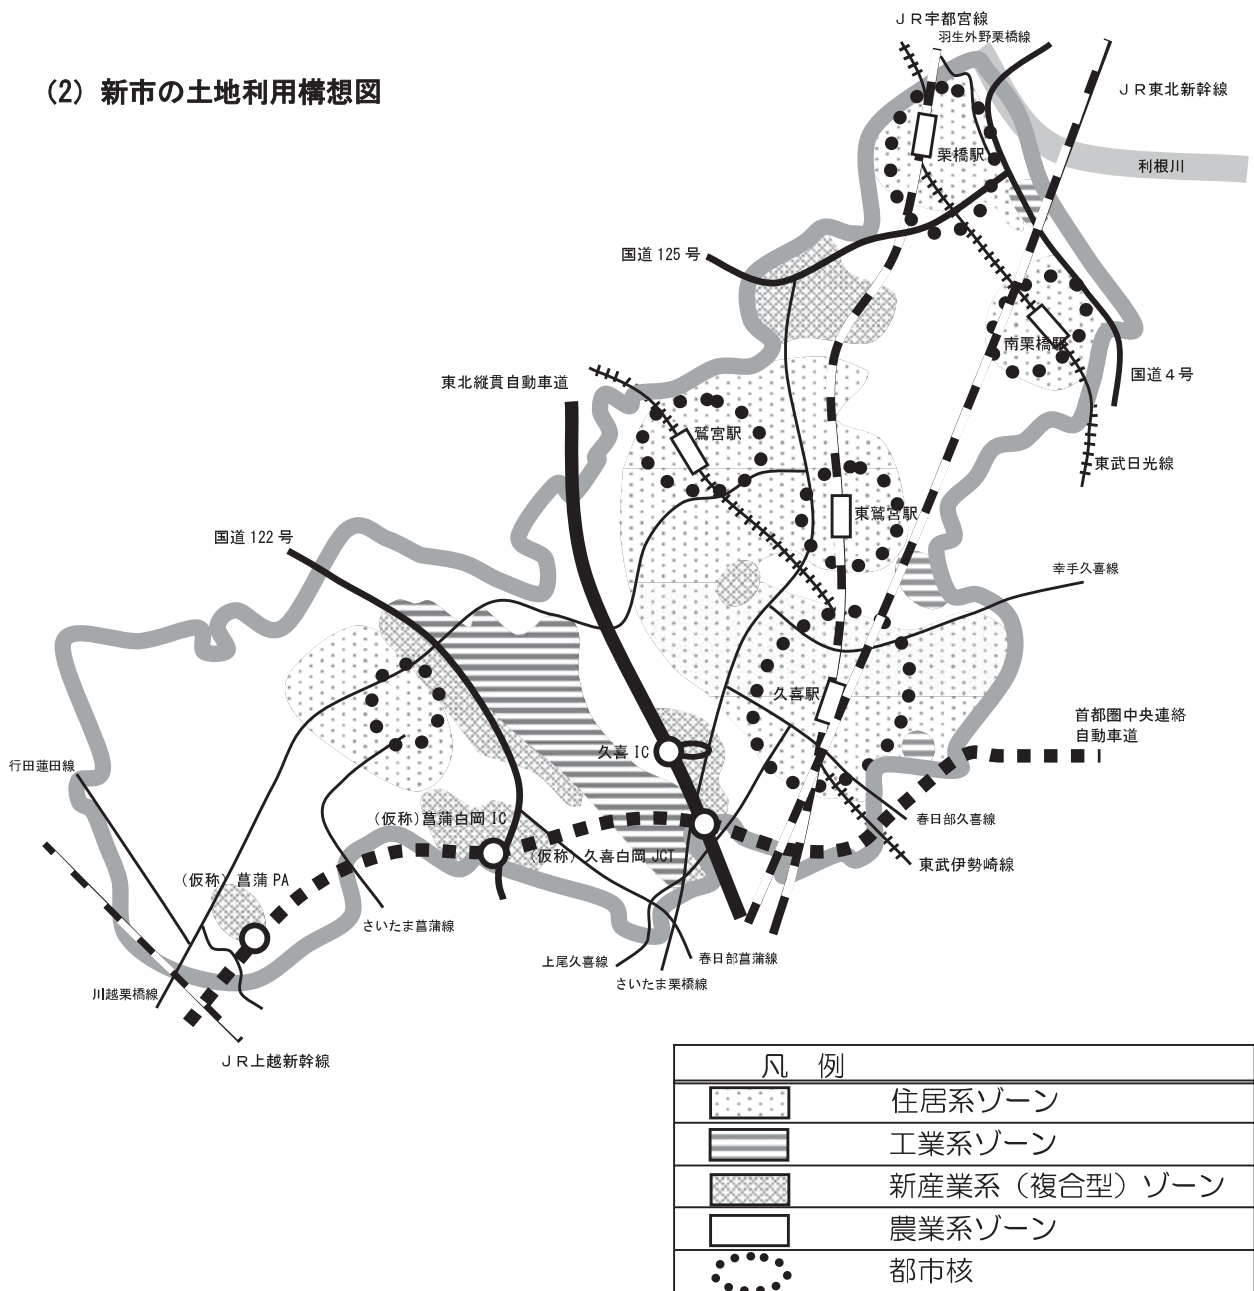 (2) 新市の土地利用構想図
ＪＲ宇都宮線
羽生外野栗橋線
ＪＲ東北新幹線
利根川
栗橋駅
国道 125 号
南栗橋駅
国道４号
東北縦貫自動車道
鷲宮駅
東武日光線
東鷲宮駅
国道 122 号
幸手久喜線
久喜駅
首都圏中央連絡
自動車道
久喜 IC
行田蓮田線
(仮称)菖蒲白岡 IC
春日部久喜線
(仮称) 久喜白岡 JCT
東武伊勢崎線
(仮称) 菖蒲 PA
さいたま菖蒲線
上尾久喜線
春日部菖蒲線
さいたま栗橋線
川越栗橋線
ＪＲ上越新幹線
凡　例
住居系ゾーン
工業系ゾーン
新産業系（複合型）ゾーン
農業系ゾーン
都市核